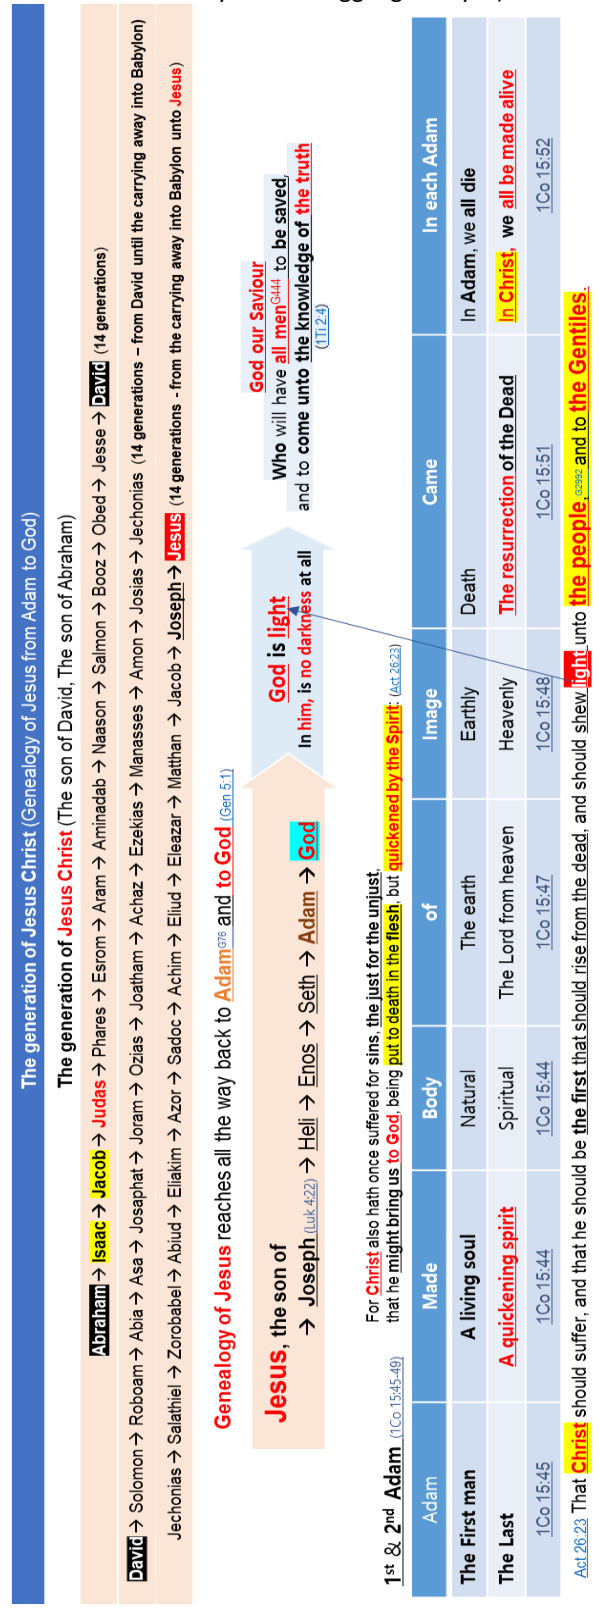 The generation of Jesus Christ (Genealogy of Jesus from Adam to God)
The generation of Jesus Christ (The son of David, The son of Abraham)
Abraham → Isaac → Jacob → Judas → Phares → Esrom → Aram → Aminadab → Naason → Salmon → Booz → Obed → Jesse → David (14 generations)
David → Solomon → Roboam → Abia → Asa → Josaphat → Joram → Ozias → Joatham → Achaz → Ezekias → Manasses → Amon → Josias → Jechonias (14 generations – from David until the carrying away into Babylon)
Jechonias → Salathiel → Zorobabel → Abiud → Eliakim → Azor → Sadoc → Achim → Eliud → Eleazar → Matthan → Jacob → Joseph → Jesus (14 generations - from the carrying away into Babylon unto Jesus)
Genealogy of Jesus reaches all the way back to AdamG76 and to God (Gen 5:1)
Jesus, the son of
→ Joseph (Luk 4:22) → Heli → Enos → Seth → Adam → God
God is light
In him, is no darkness at all
God our Saviour
Who will have all menG444 to be saved,
and to come unto the knowledge of the truth
(1Ti 2:4)
For Christ also hath once suffered for sins, the just for the unjust,
that he might bring us to God, being put to death in the flesh, but quickened by the Spirit: (Act 26:23)
1st & 2nd Adam (1Co 15:45-49)
Adam Made Body of Image Came In each Adam
The First man A living soul Natural The earth Earthly Death In Adam, we all die
The Last A quickening spirit Spiritual The Lord from heaven Heavenly The resurrection of the Dead In Christ, we all be made alive
1Co 15:45 1Co 15:44 1Co 15:44 1Co 15:47 1Co 15:48 1Co 15:51 1Co 15:52
Act 26:23 That Christ should suffer, and that he should be the first that should rise from the dead, and should shew light unto the people,G2992 and to the Gentiles.